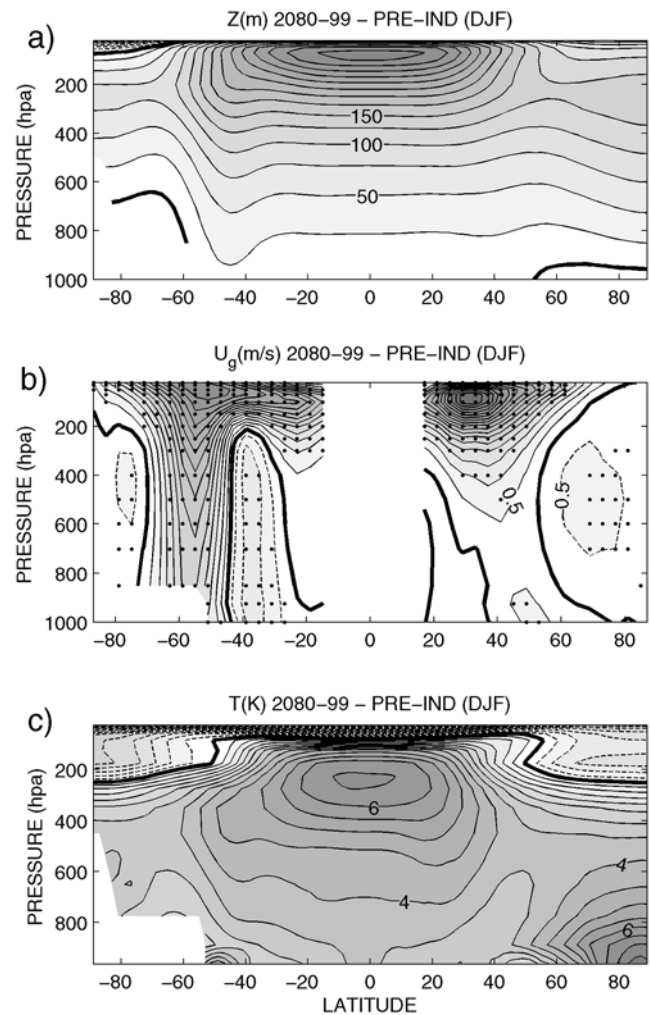 a)
Z(m) 2080-99 - PRE-IND (DJF)
PRESSURE (hpa)
200
400
600
800
1000
150
100
50
-80 -60 -40 -20 0 20 40 60 80
b)
Ug(m/s) 2080-99 - PRE-IND (DJF)
PRESSURE (hpa)
200
400
600
800
1000
0.5
-0.5
-80 -60 -40 -20 0 20 40 60 80
c)
T(K) 2080-99 - PRE-IND (DJF)
PRESSURE (hpa)
200
400
600
800
6
4
4
6
-80 -60 -40 -20 0 20 40 60 80
LATITUDE